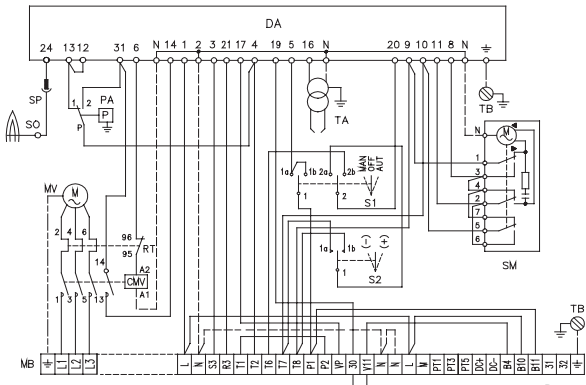 DA
24 13 12 31 6 N 14 1 2 3 21 17 4 19 5 16 N 20 9 10 11 8 N
SP
1 2 PA
P
P
SO
TA
TB
N M
MAN
OFF
AUT
1a 1b 2a 2b
1 2
S1
1
3
4
2
7
5
6
SM
MV M
2 4 6
96
RT
95
14
A2
CMV
A1
1 3 5 13
(-) (+)
1a 1b
1
S2
TB
MB
L1 L2 L3 L N S3 R3 T1 T2 T6 T7 T8 P1 P2 VP 30 V11 N N L M PT1 PT3 PT5 DC+ DC- B4 B10 B11 31 32